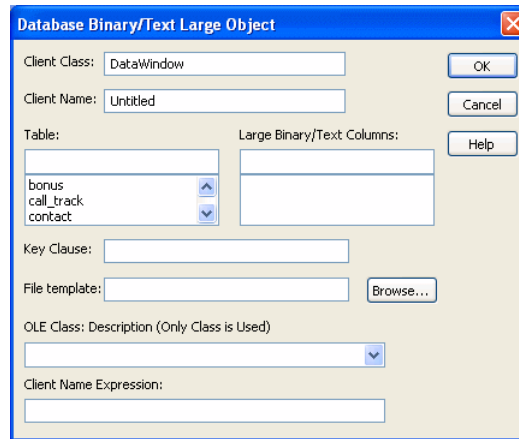 Database Binary/Text Large Object
Client Class: DataWindow
OK
Client Name: Untitled
Cancel
Table: Large Binary/Text Columns:
Help
bonus
call_track
contact
Key Clause:
File template: Browse...
OLE Class: Description (Only Class is Used)
Client Name Expression: